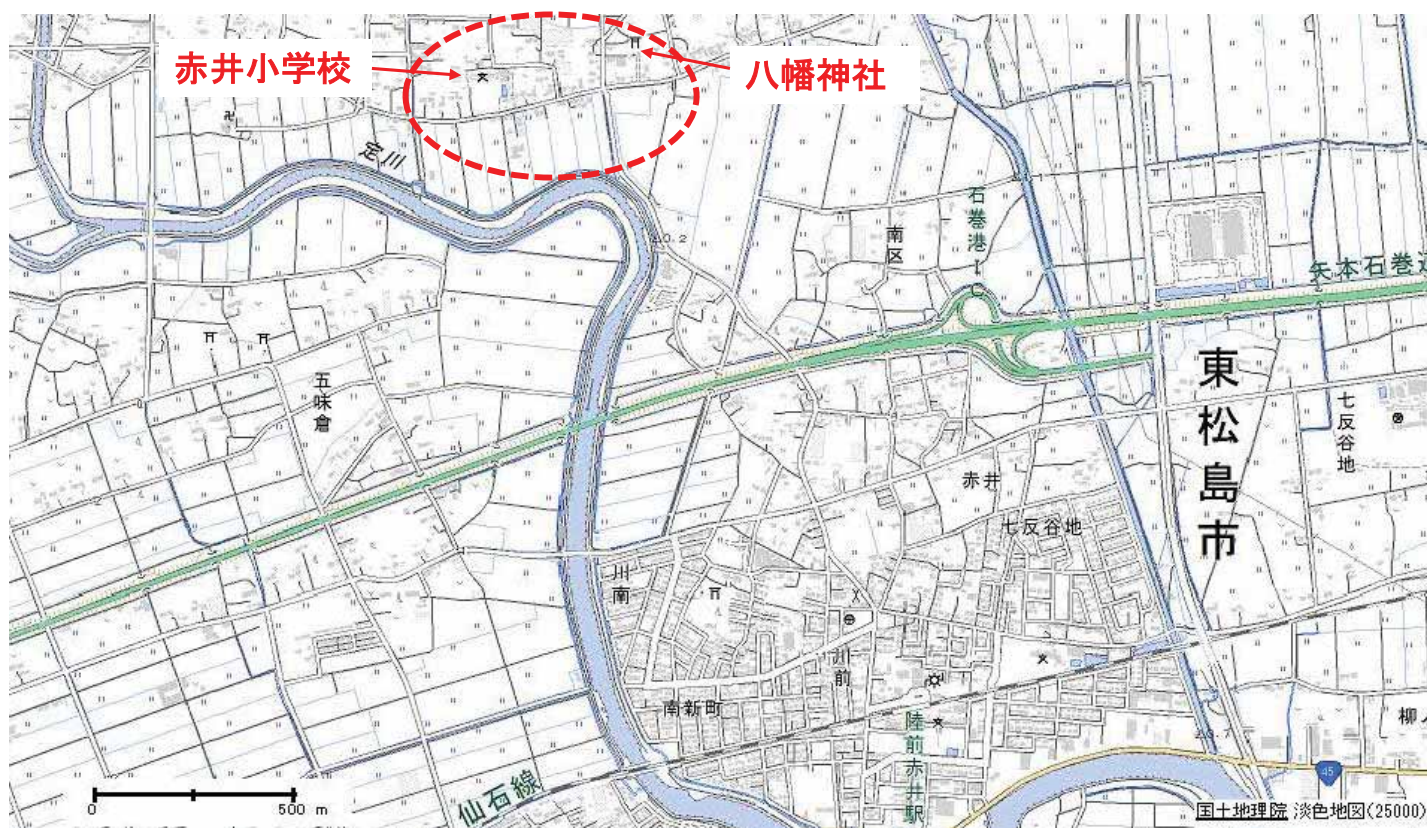 赤井小学校
八幡神社
定川
石巻港IC
南区
40.2
矢本石巻道
五味倉
東松島市
七反谷地
赤井
七反谷地
川南
川前
南新町
陸前赤井駅
仙石線
柳ノ
45
0 500 m
国土地理院 淡色地図(25000)